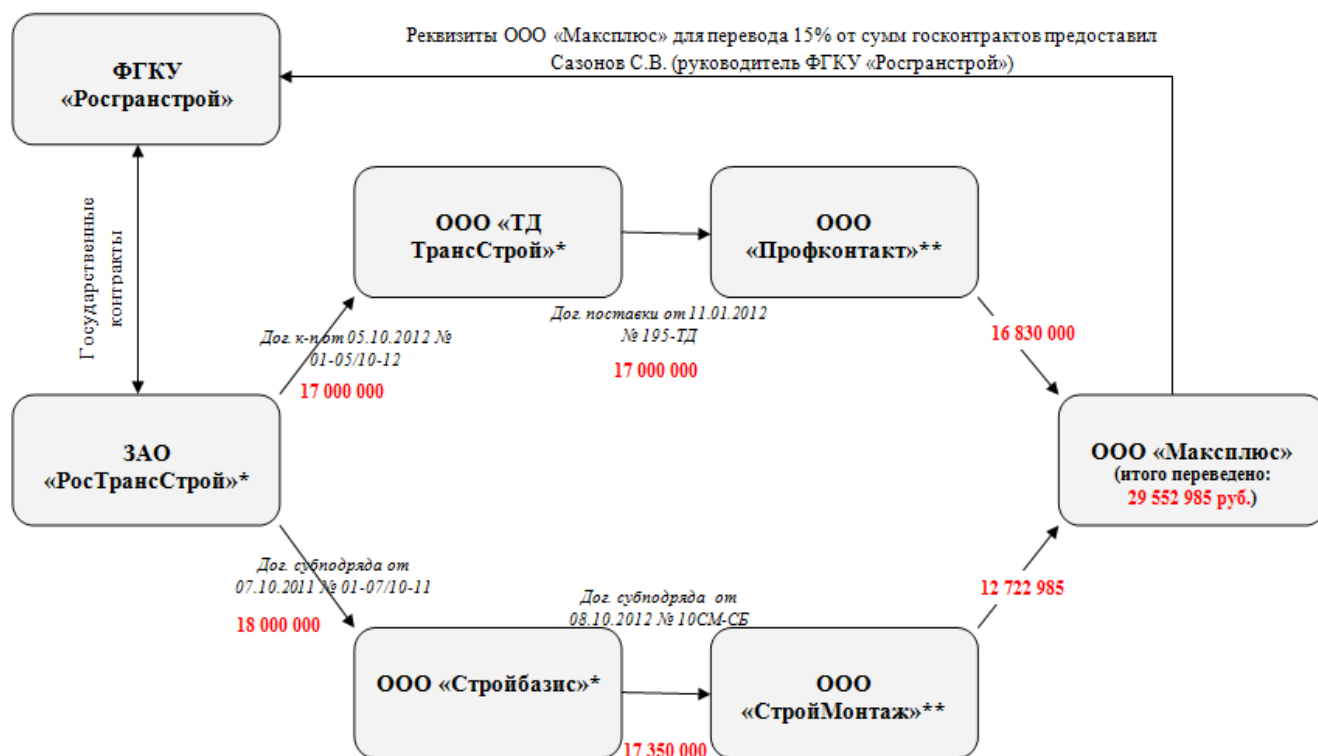 Реквизиты ООО «Максплюс» для перевода 15% от сумм госконтрактов предоставил
Сазонов С.В. (руководитель ФГКУ «Росгранстрой»)
ФГКУ
«Росгранстрой»
Государственные
контракты
ООО «ТД
ТрансСтрой»*
ООО
«Профконтакт»**
Дог. к-п от 05.10.2012 №
01-05/10-12
17 000 000
Дог. поставки от 11.01.2012
№ 195-ТД
17 000 000
16 830 000
ЗАО
«РосТрансСтрой»*
ООО «Максплюс»
(итого переведено:
29 552 985 руб.)
Дог. субподряда от
07.10.2011 № 01-07/10-11
18 000 000
Дог. субподряда от
08.10.2012 № 10СМ-СБ
12 722 985
ООО «Стройбазис»*
ООО
«СтройМонтаж»**
17 350 000